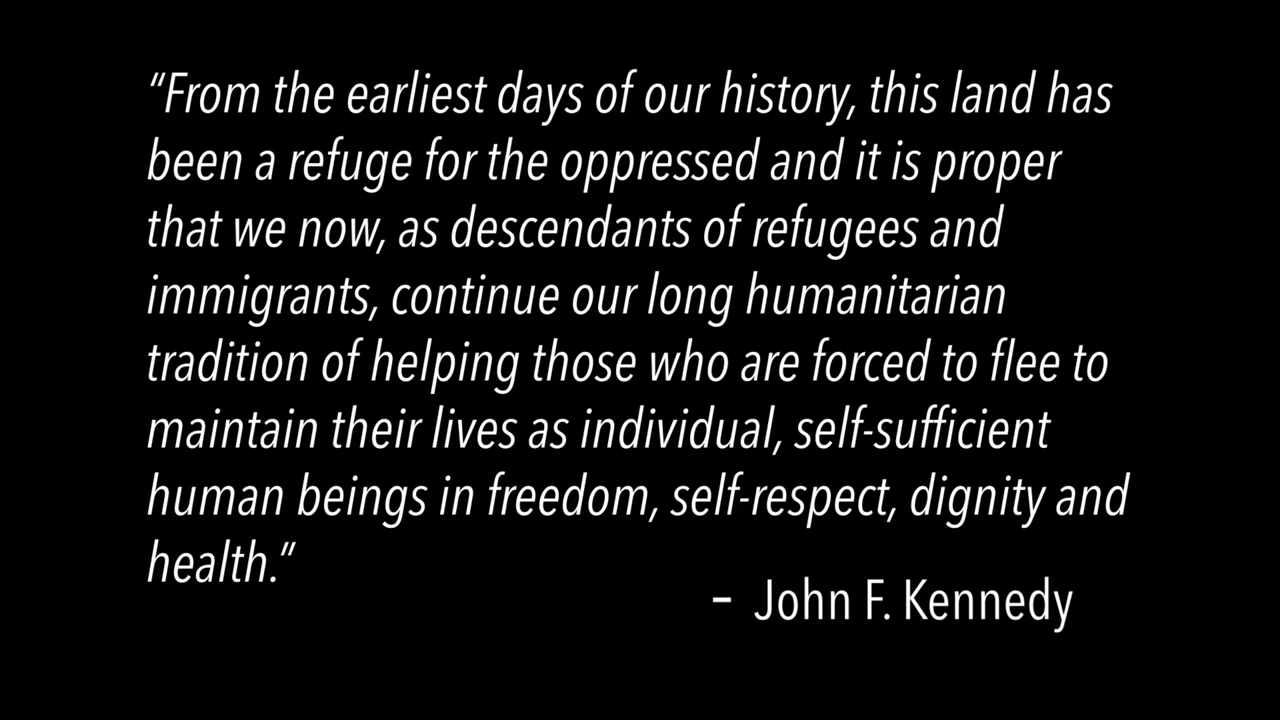 “From the earliest days of our history, this land has
been a refuge for the oppressed and it is proper
that we now, as descendants of refugees and
immigrants, continue our long humanitarian
tradition of helping those who are forced to flee to
maintain their lives as individual, self-sufficient
human beings in freedom, self-respect, dignity and
health.”
– John F. Kennedy